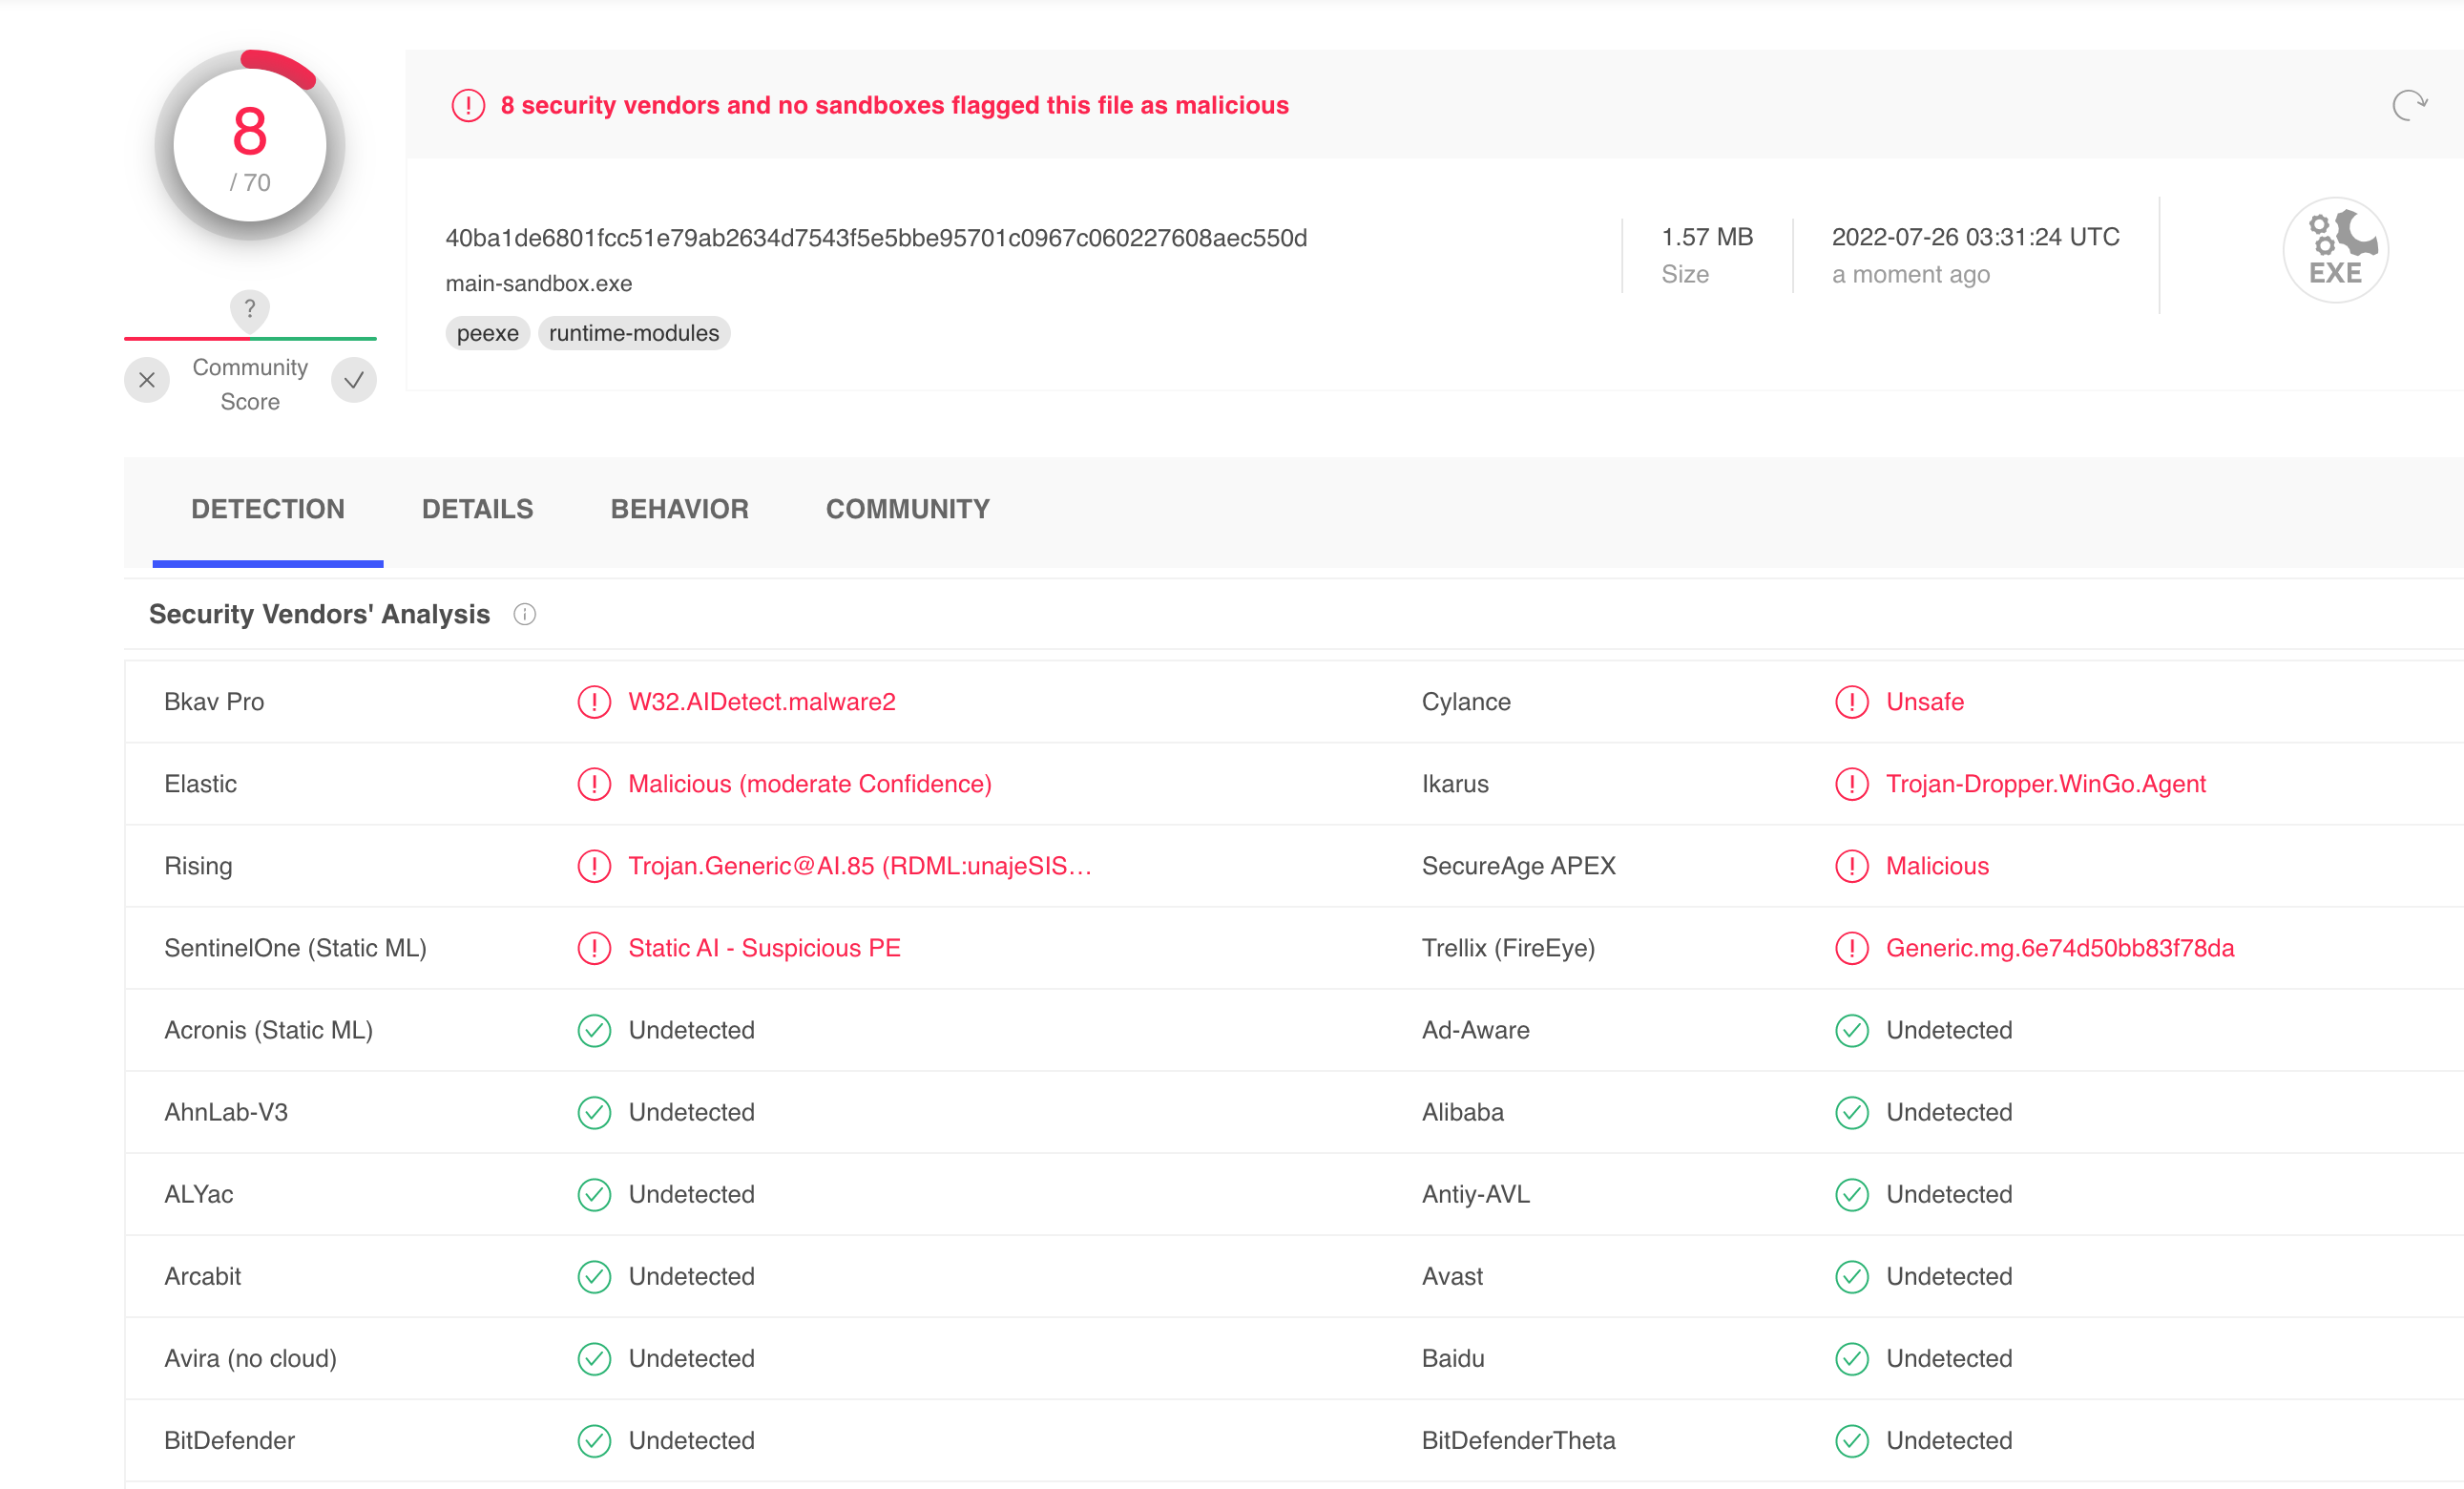 8
/ 70
?
Community
Score
8 security vendors and no sandboxes flagged this file as malicious
40ba1de6801fcc51e79ab2634d7543f5e5bbe95701c0967c060227608aec550d
main-sandbox.exe
peexe runtime-modules
1.57 MB
Size
2022-07-26 03:31:24 UTC
a moment ago
EXE
DETECTION DETAILS BEHAVIOR COMMUNITY
Security Vendors' Analysis
Bkav Pro W32.AIDetect.malware2 Cylance Unsafe
Elastic Malicious (moderate Confidence) Ikarus Trojan-Dropper.WinGo.Agent
Rising Trojan.Generic@AI.85 (RDML:unajeSIS… SecureAge APEX Malicious
SentinelOne (Static ML) Static AI - Suspicious PE Trellix (FireEye) Generic.mg.6e74d50bb83f78da
Acronis (Static ML) Undetected Ad-Aware Undetected
AhnLab-V3 Undetected Alibaba Undetected
ALYac Undetected Antiy-AVL Undetected
Arcabit Undetected Avast Undetected
Avira (no cloud) Undetected Baidu Undetected
BitDefender Undetected BitDefenderTheta Undetected